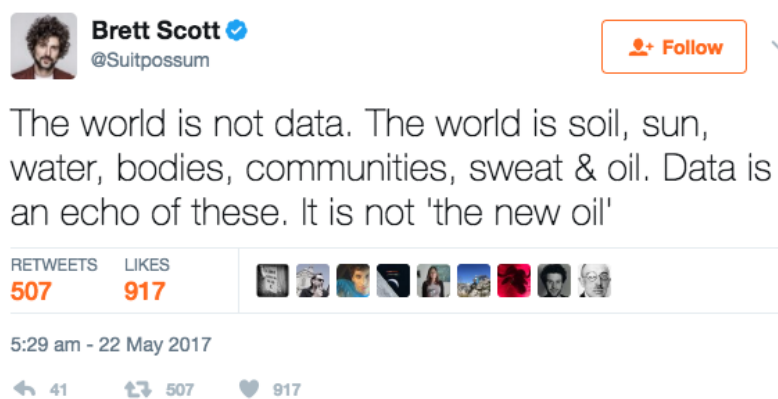 Brett Scott
@Suitpossum
Follow
The world is not data. The world is soil, sun,
water, bodies, communities, sweat & oil. Data is
an echo of these. It is not 'the new oil'
RETWEETS LIKES
507 917
5:29 am - 22 May 2017
41 507 917